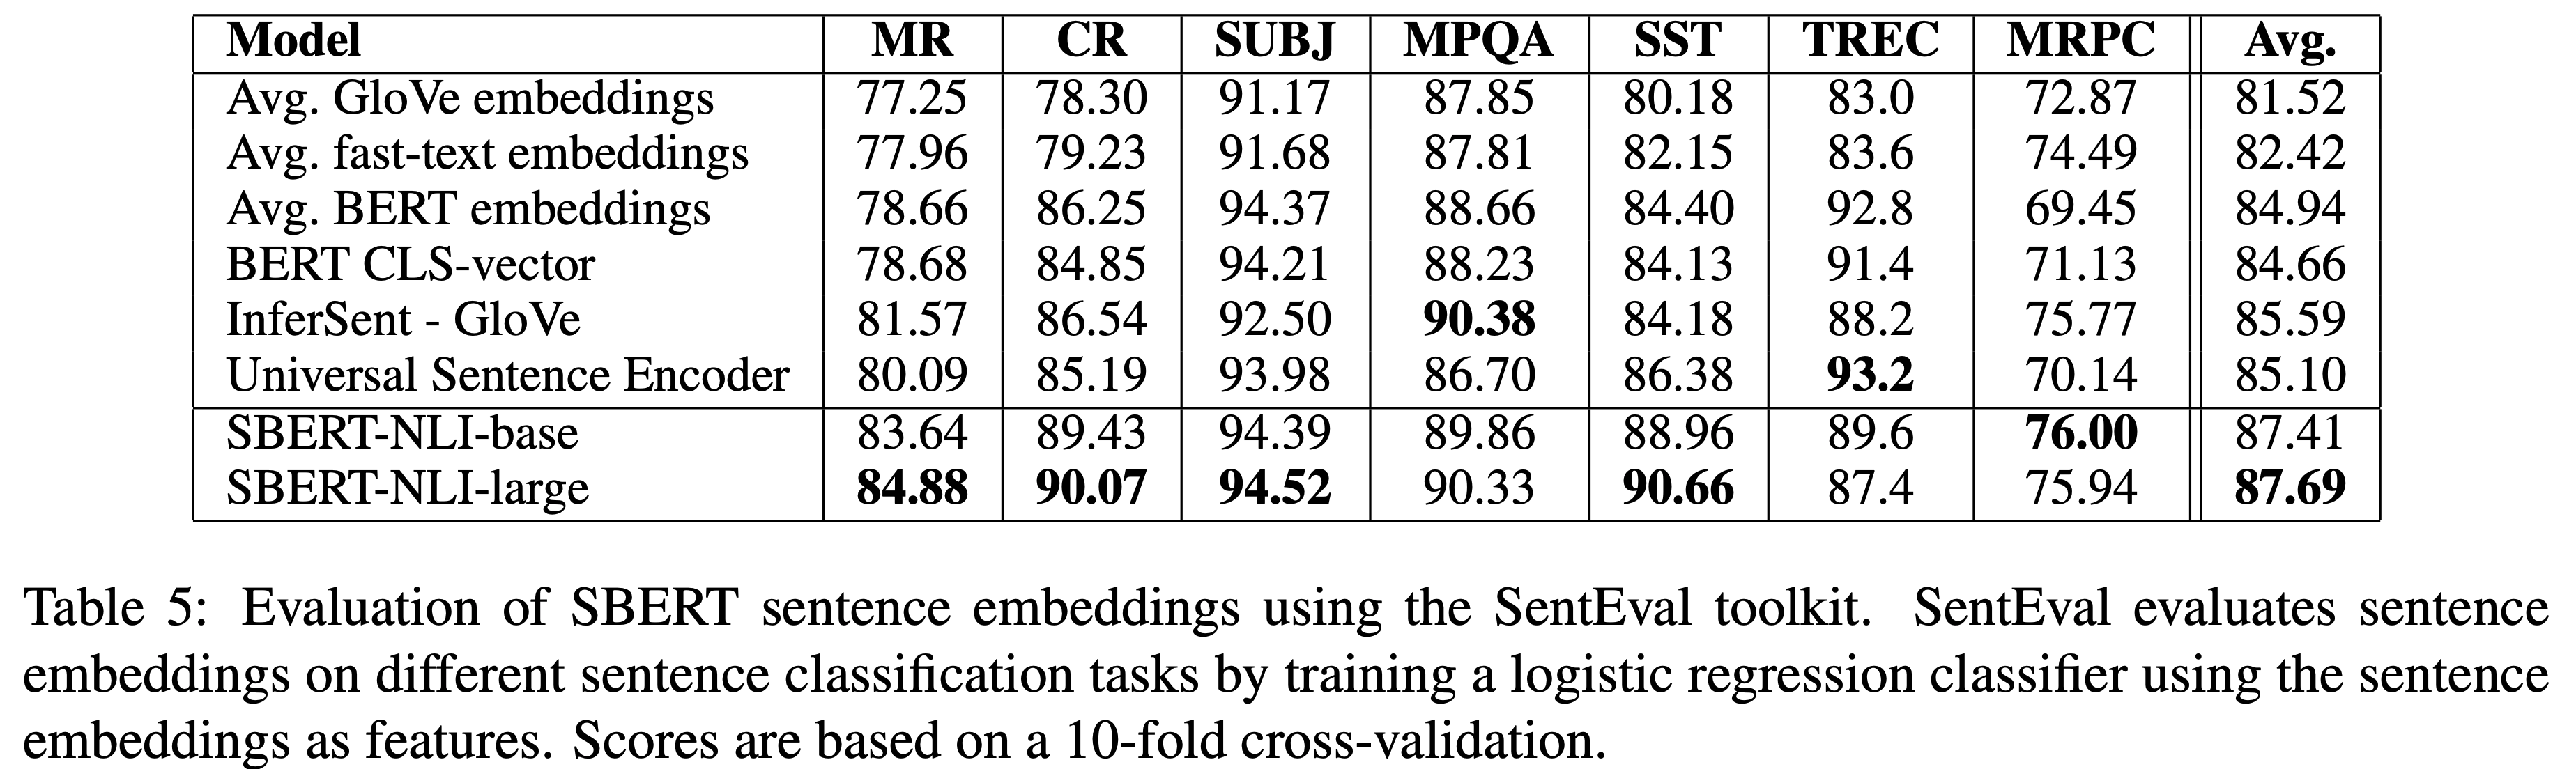 Model MR CR SUBJ MPQA SST TREC MRPC Avg.
Avg. GloVe embeddings 77.25 78.30 91.17 87.85 80.18 83.0 72.87 81.52
Avg. fast-text embeddings 77.96 79.23 91.68 87.81 82.15 83.6 74.49 82.42
Avg. BERT embeddings 78.66 86.25 94.37 88.66 84.40 92.8 69.45 84.94
BERT CLS-vector 78.68 84.85 94.21 88.23 84.13 91.4 71.13 84.66
InferSent - GloVe 81.57 86.54 92.50 90.38 84.18 88.2 75.77 85.59
Universal Sentence Encoder 80.09 85.19 93.98 86.70 86.38 93.2 70.14 85.10
SBERT-NLI-base 83.64 89.43 94.39 89.86 88.96 89.6 76.00 87.41
SBERT-NLI-large 84.88 90.07 94.52 90.33 90.66 87.4 75.94 87.69
Table 5: Evaluation of SBERT sentence embeddings using the SentEval toolkit. SentEval evaluates sentence
embeddings on different sentence classification tasks by training a logistic regression classifier using the sentence
embeddings as features. Scores are based on a 10-fold cross-validation.